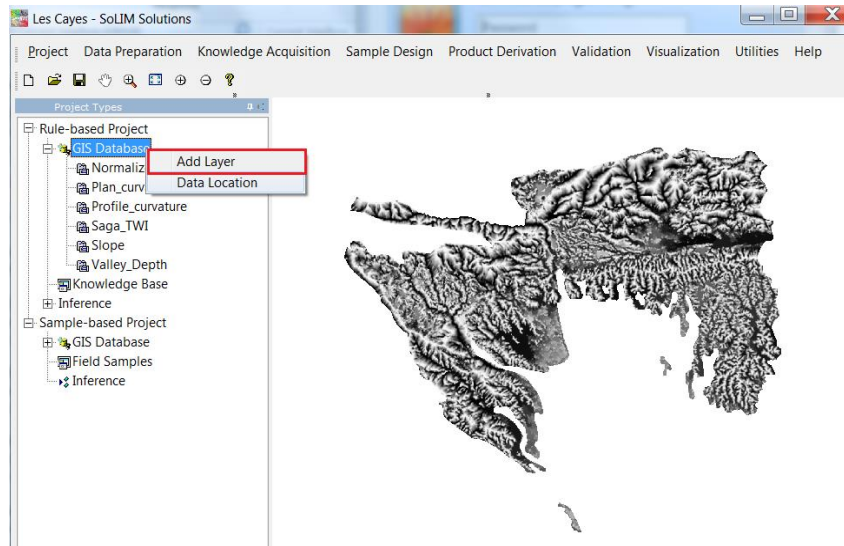 Les Cayes - SoLIM Solutions
Project Data Preparation Knowledge Acquisition Sample Design Product Derivation Validation Visualization Utilities Help
Project Types
Rule-based Project
GIS Database
Add Layer
Normaliz
Data Location
Plan_curv
Profile_curvature
Saga_TWI
Slope
Valley_Depth
Knowledge Base
Inference
Sample-based Project
GIS Database
Field Samples
Inference